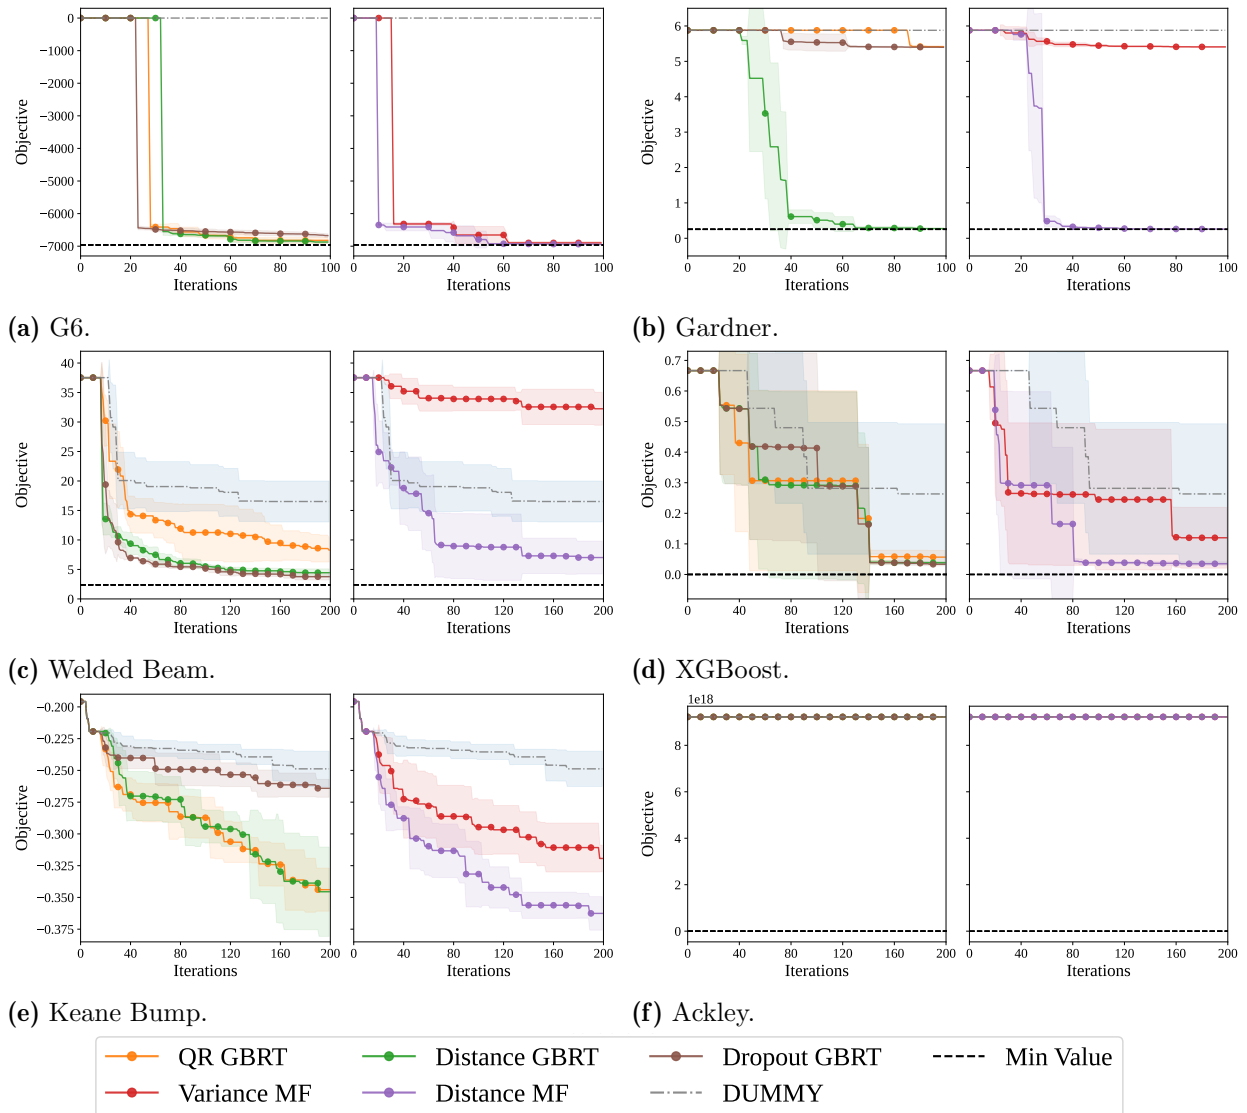 0
−1000
−2000
−3000
−4000
−5000
−6000
−7000
Objective
0 20 40 60 80 100
Iterations
0 20 40 60 80 100
Iterations
6
5
4
3
2
1
0
Objective
0 20 40 60 80 100
Iterations
0 20 40 60 80 100
Iterations
(a) G6.
(b) Gardner.
40
35
30
25
20
15
10
5
0
Objective
0 40 80 120 160 200
Iterations
0 40 80 120 160 200
Iterations
0.7
0.6
0.5
0.4
0.3
0.2
0.1
0.0
Objective
0 40 80 120 160 200
Iterations
0 40 80 120 160 200
Iterations
(c) Welded Beam.
(d) XGBoost.
−0.200
−0.225
−0.250
−0.275
−0.300
−0.325
−0.350
−0.375
Objective
0 40 80 120 160 200
Iterations
0 40 80 120 160 200
Iterations
1e18
8
6
4
2
0
Objective
0 40 80 120 160 200
Iterations
0 40 80 120 160 200
Iterations
(e) Keane Bump.
(f) Ackley.
QR GBRT Distance GBRT Dropout GBRT Min Value
Variance MF Distance MF DUMMY